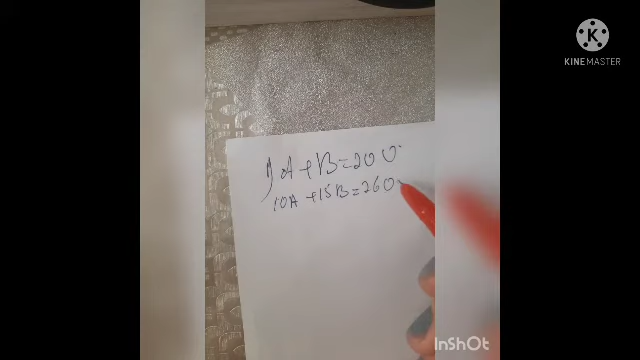 A + B = 200
10A + 15B = 260
K
KINEMASTER
InShOt